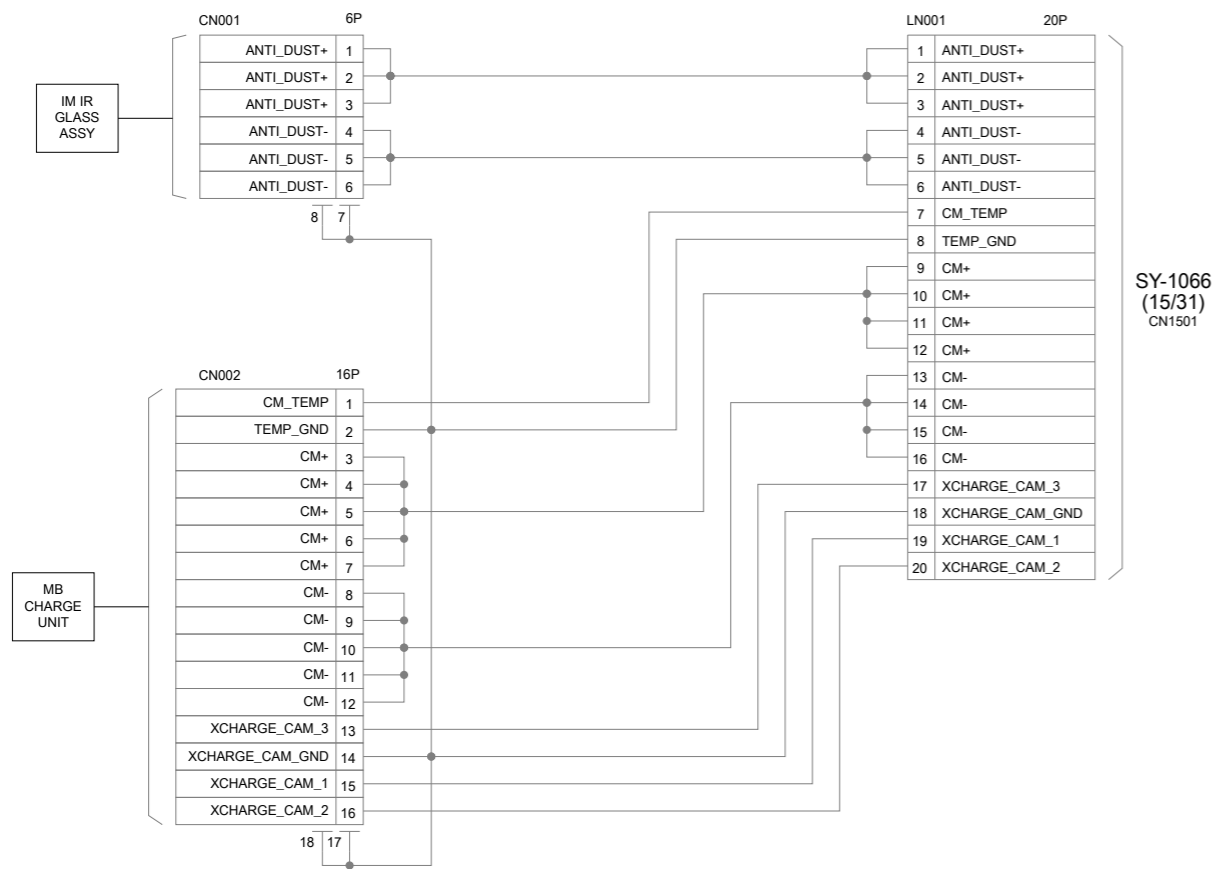 CN001 6P
ANTI_DUST+ 1
ANTI_DUST+ 2
ANTI_DUST+ 3
ANTI_DUST- 4
ANTI_DUST- 5
ANTI_DUST- 6
8 7
IM IR
GLASS
ASSY
CN002 16P
CM_TEMP 1
TEMP_GND 2
CM+ 3
CM+ 4
CM+ 5
CM+ 6
CM+ 7
CM- 8
CM- 9
CM- 10
CM- 11
CM- 12
XCHARGE_CAM_3 13
XCHARGE_CAM_GND 14
XCHARGE_CAM_1 15
XCHARGE_CAM_2 16
18 17
MB
CHARGE
UNIT
LN001 20P
1 ANTI_DUST+
2 ANTI_DUST+
3 ANTI_DUST+
4 ANTI_DUST-
5 ANTI_DUST-
6 ANTI_DUST-
7 CM_TEMP
8 TEMP_GND
9 CM+
10 CM+
11 CM+
12 CM+
13 CM-
14 CM-
15 CM-
16 CM-
17 XCHARGE_CAM_3
18 XCHARGE_CAM_GND
19 XCHARGE_CAM_1
20 XCHARGE_CAM_2
SY-1066
(15/31)
CN1501